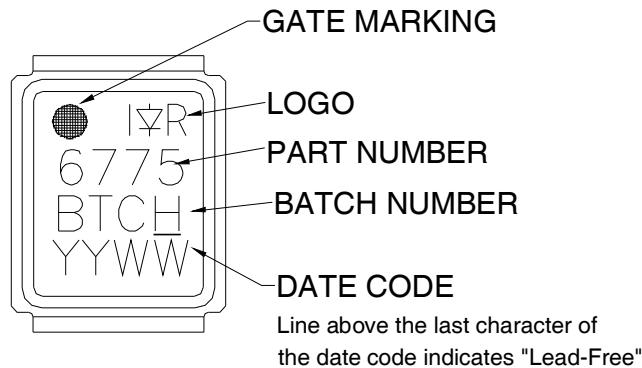 GATE MARKING
I R
LOGO
6775
PART NUMBER
BTCH
BATCH NUMBER
YYWW
DATE CODE
Line above the last character of
the date code indicates "Lead-Free"